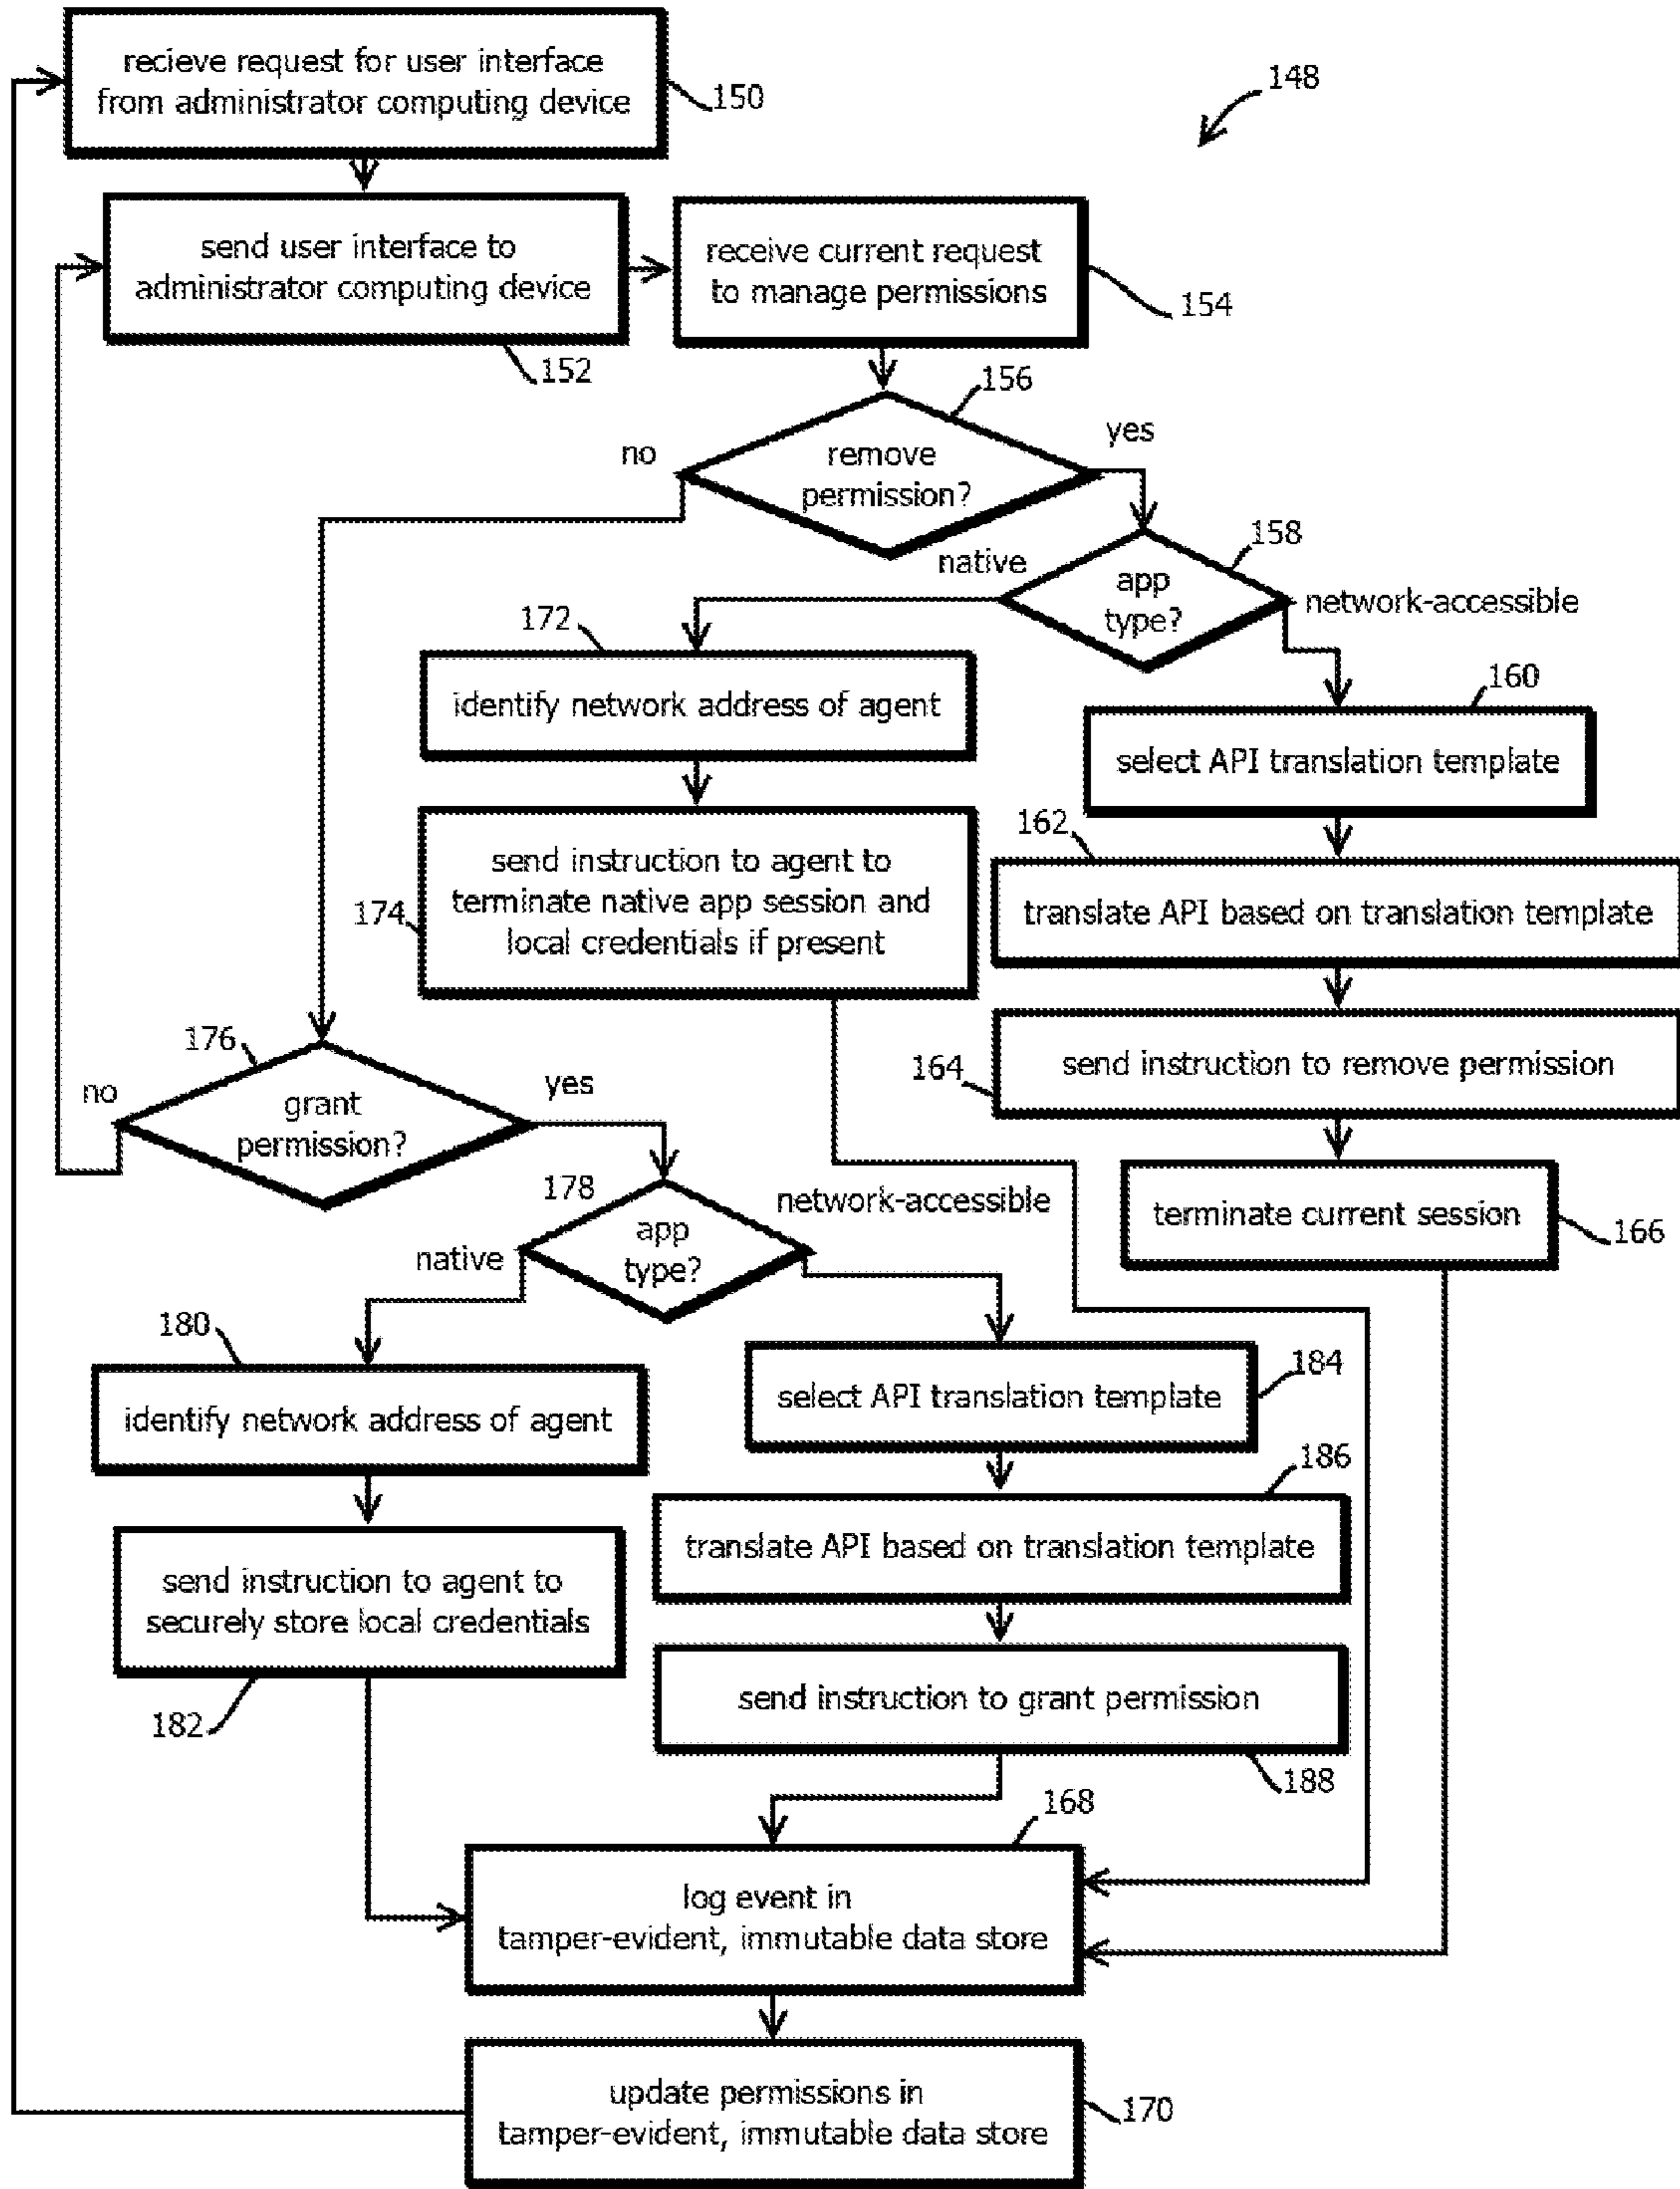 recieve request for user interface
from administrator computing device
150
148
send user interface to
administrator computing device
152
receive current request
to manage permissions
154
156
no
remove
permission?
yes
158
native
app
type?
network-accessible
172
identify network address of agent
160
select API translation template
174
send instruction to agent to
terminate native app session and
local credentials if present
162
translate API based on translation template
164
send instruction to remove permission
176
no
grant
permission?
yes
terminate current session
166
178
native
app
type?
network-accessible
180
identify network address of agent
184
select API translation template
186
translate API based on translation template
send instruction to agent to
securely store local credentials
182
send instruction to grant permission
188
168
log event in
tamper-evident, immutable data store
update permissions in
tamper-evident, immutable data store
170